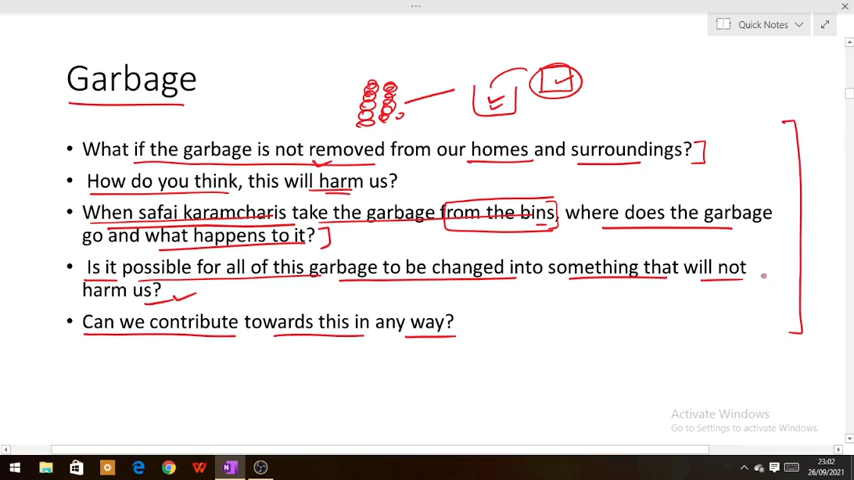 Quick Notes
Garbage
• What if the garbage is not removed from our homes and surroundings?
• How do you think, this will harm us?
• When safai karamcharis take the garbage from the bins, where does the garbage
go and what happens to it?
• Is it possible for all of this garbage to be changed into something that will not
harm us?
• Can we contribute towards this in any way?
Activate Windows
Go to Settings to activate Windows.
23:02
26/09/2021